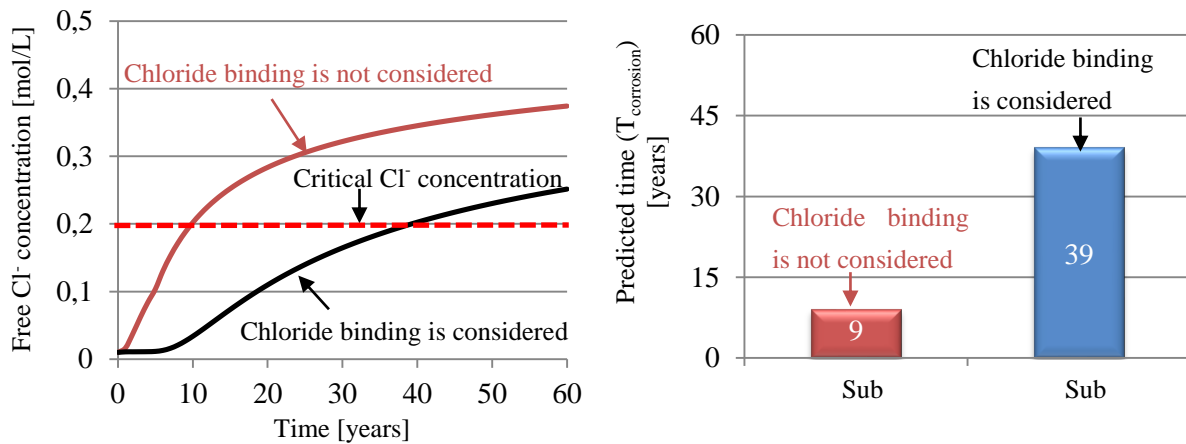 Free Cl⁻ concentration [mol/L]
0,5
0,4
0,3
0,2
0,1
0
Chloride binding is not considered
Critical Cl⁻ concentration
Chloride binding is considered
0 10 20 30 40 50 60
Time [years]
Predicted time (T_corrosion)
[years]
60
45
30
15
0
Chloride binding
is considered
Chloride binding
is not considered
9
39
Sub Sub